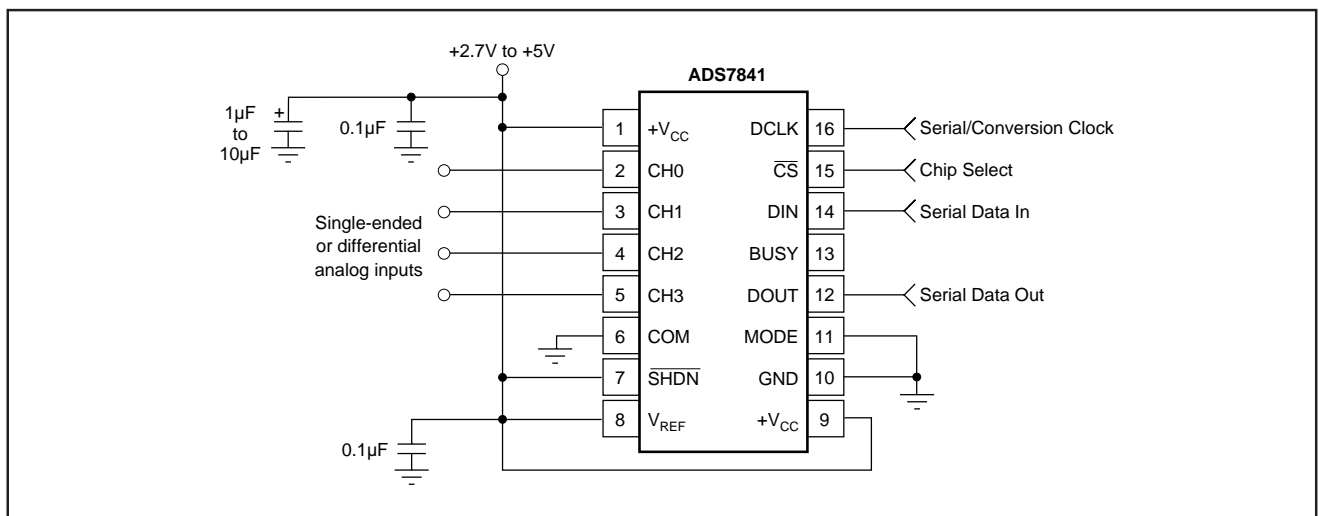 +2.7V to +5V
ADS7841
1µF
to
10µF
+
0.1µF
1 +VCC DCLK 16 Serial/Conversion Clock
2 CH0 CS 15 Chip Select
3 CH1 DIN 14 Serial Data In
Single-ended
or differential
analog inputs
4 CH2 BUSY 13
5 CH3 DOUT 12 Serial Data Out
6 COM MODE 11
7 SHDN GND 10
8 VREF +VCC 9
0.1µF